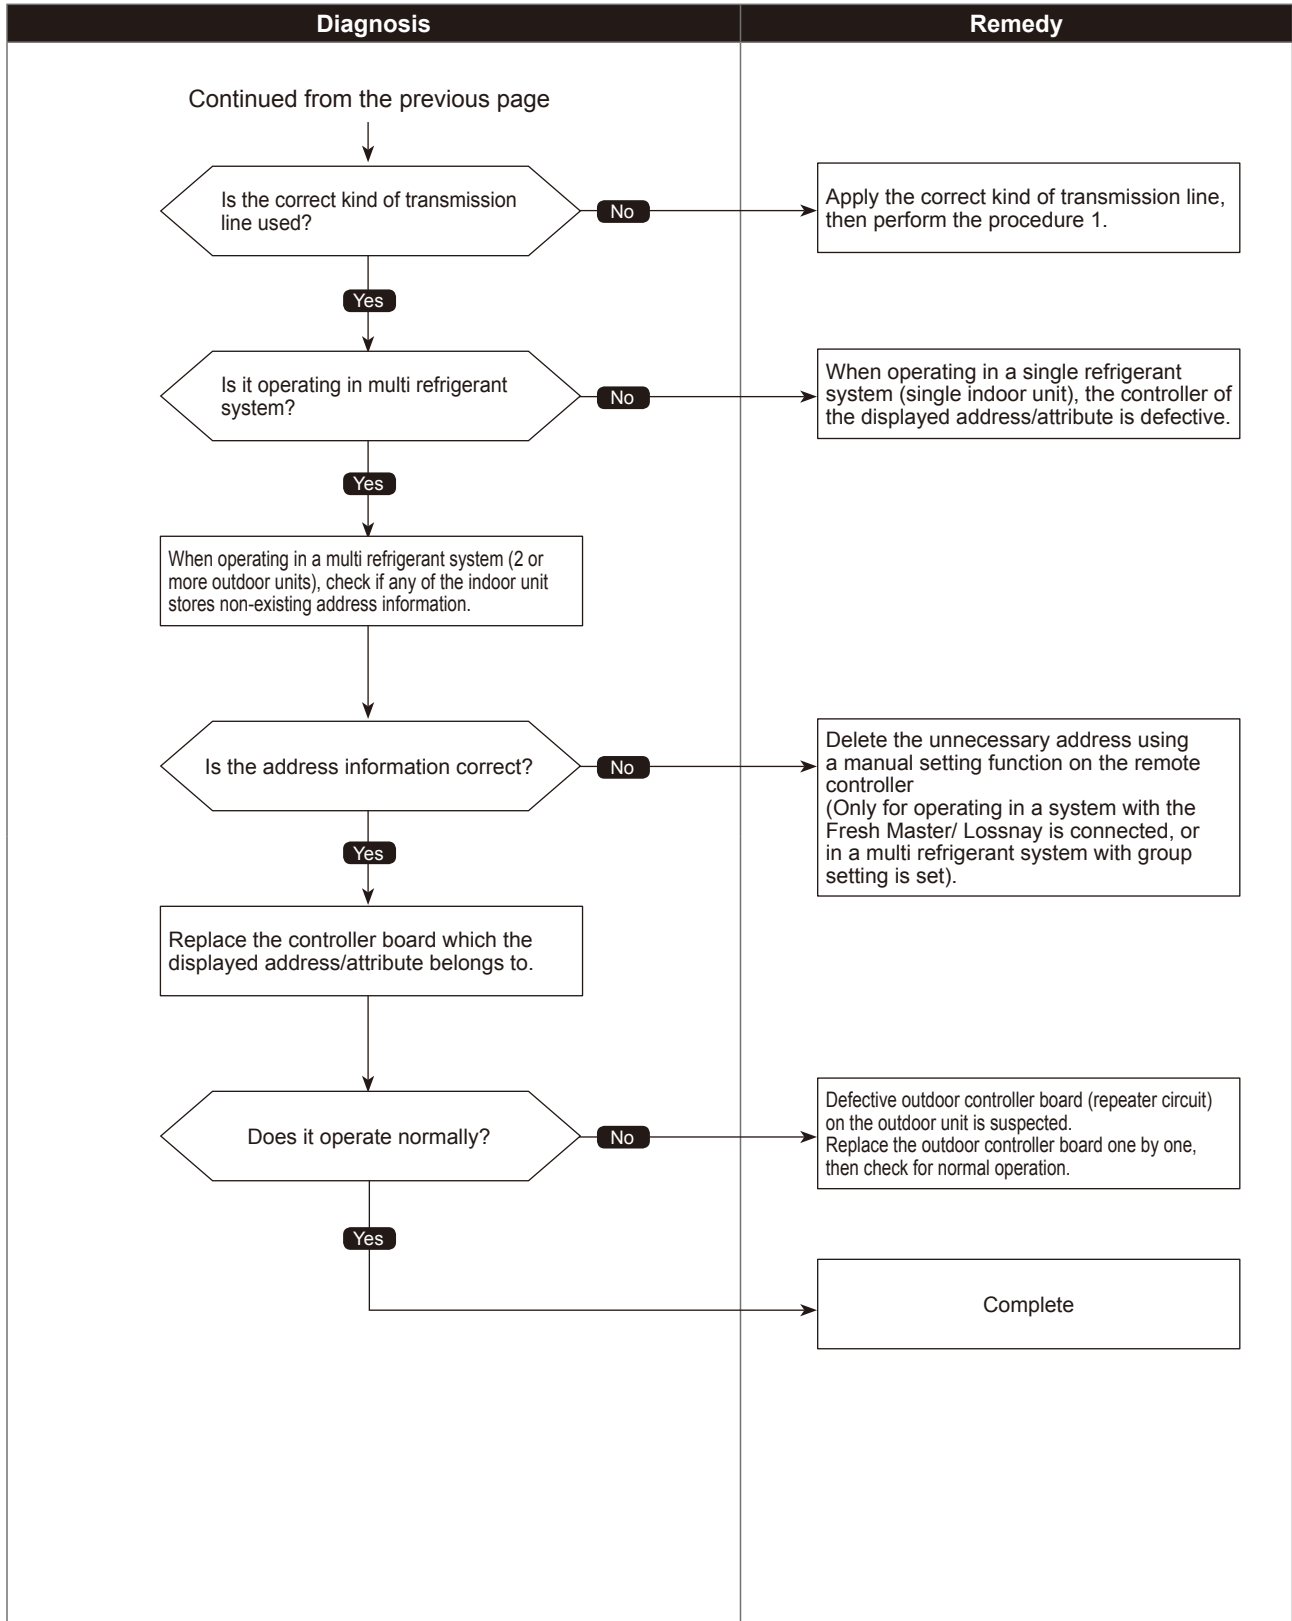 Diagnosis
Remedy
Continued from the previous page
Is the correct kind of transmission
line used?
No
Apply the correct kind of transmission line,
then perform the procedure 1.
Yes
Is it operating in multi refrigerant
system?
No
When operating in a single refrigerant
system (single indoor unit), the controller of
the displayed address/attribute is defective.
Yes
When operating in a multi refrigerant system (2 or
more outdoor units), check if any of the indoor unit
stores non-existing address information.
Is the address information correct?
No
Delete the unnecessary address using
a manual setting function on the remote
controller
(Only for operating in a system with the
Fresh Master/ Lossnay is connected, or
in a multi refrigerant system with group
setting is set).
Yes
Replace the controller board which the
displayed address/attribute belongs to.
Does it operate normally?
No
Defective outdoor controller board (repeater circuit)
on the outdoor unit is suspected.
Replace the outdoor controller board one by one,
then check for normal operation.
Yes
Complete